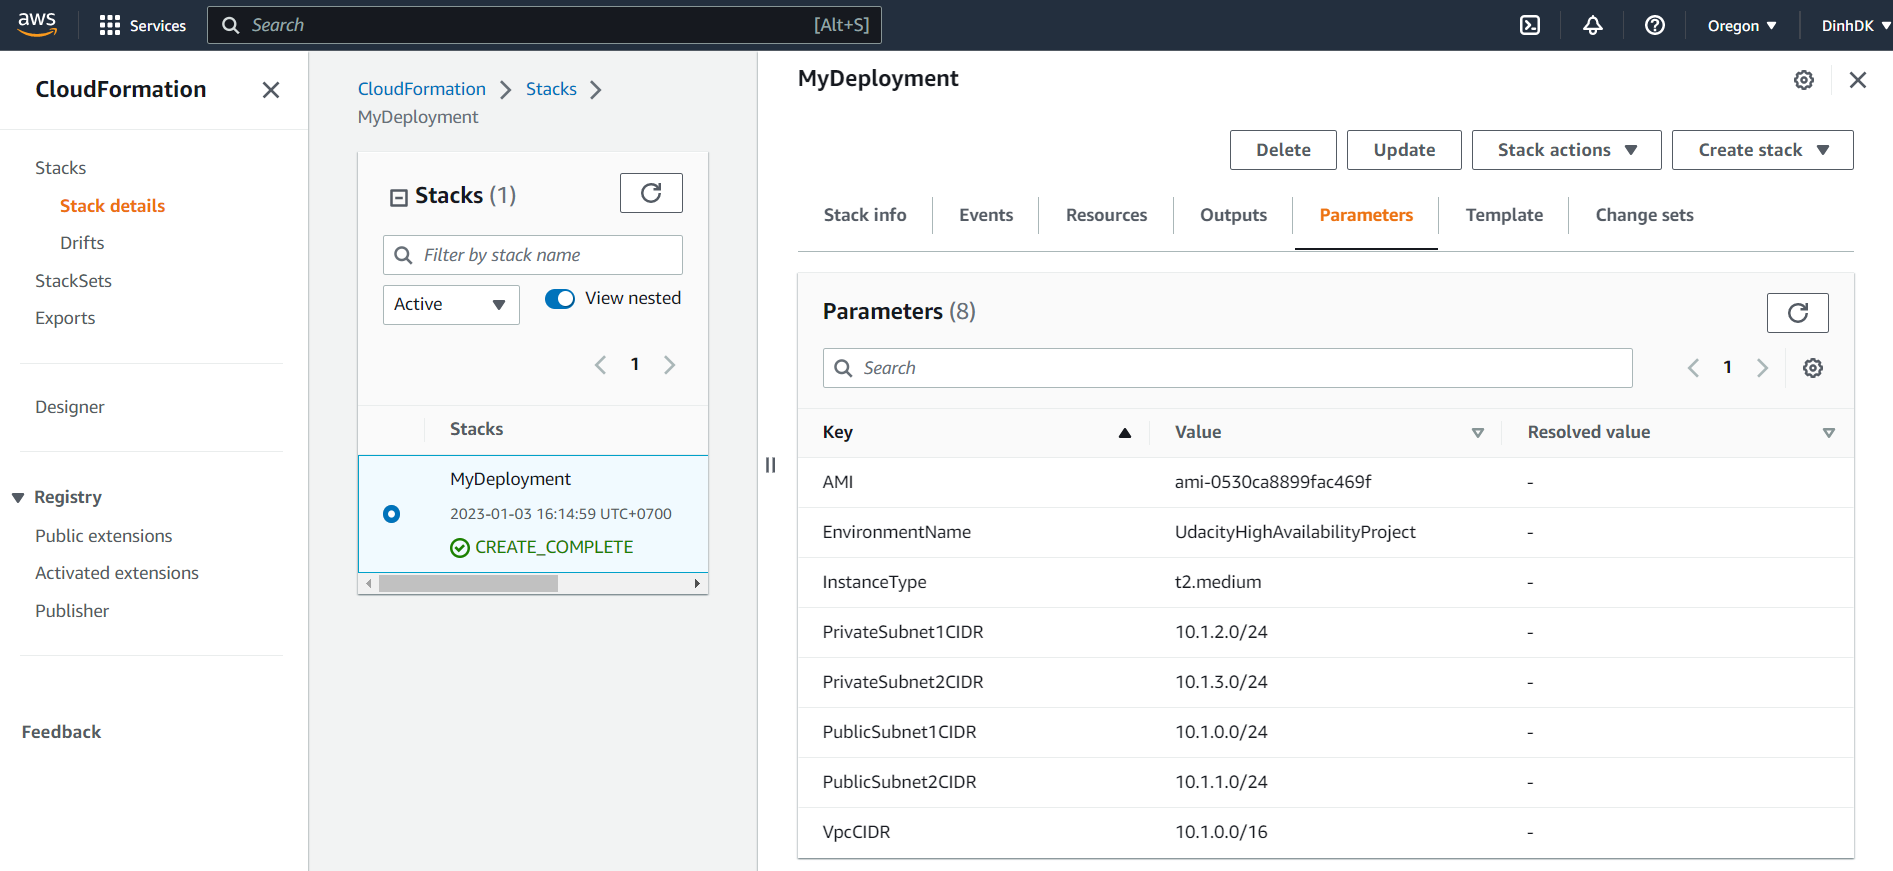 aws
Services
Search [Alt+S]
Oregon
DinhDK
CloudFormation
Stacks
Stack details
Drifts
StackSets
Exports
Designer
Registry
Public extensions
Activated extensions
Publisher
Feedback
CloudFormation
Stacks
MyDeployment
Stacks (1)
Filter by stack name
Active
View nested
1
Stacks
MyDeployment
2023-01-03 16:14:59 UTC+0700
CREATE_COMPLETE
MyDeployment
Delete
Update
Stack actions
Create stack
Stack info
Events
Resources
Outputs
Parameters
Template
Change sets
Parameters (8)
Search
1
Key Value Resolved value
AMI ami-0530ca8899fac469f -
EnvironmentName UdacityHighAvailabilityProject -
InstanceType t2.medium -
PrivateSubnet1CIDR 10.1.2.0/24 -
PrivateSubnet2CIDR 10.1.3.0/24 -
PublicSubnet1CIDR 10.1.0.0/24 -
PublicSubnet2CIDR 10.1.1.0/24 -
VpcCIDR 10.1.0.0/16 -